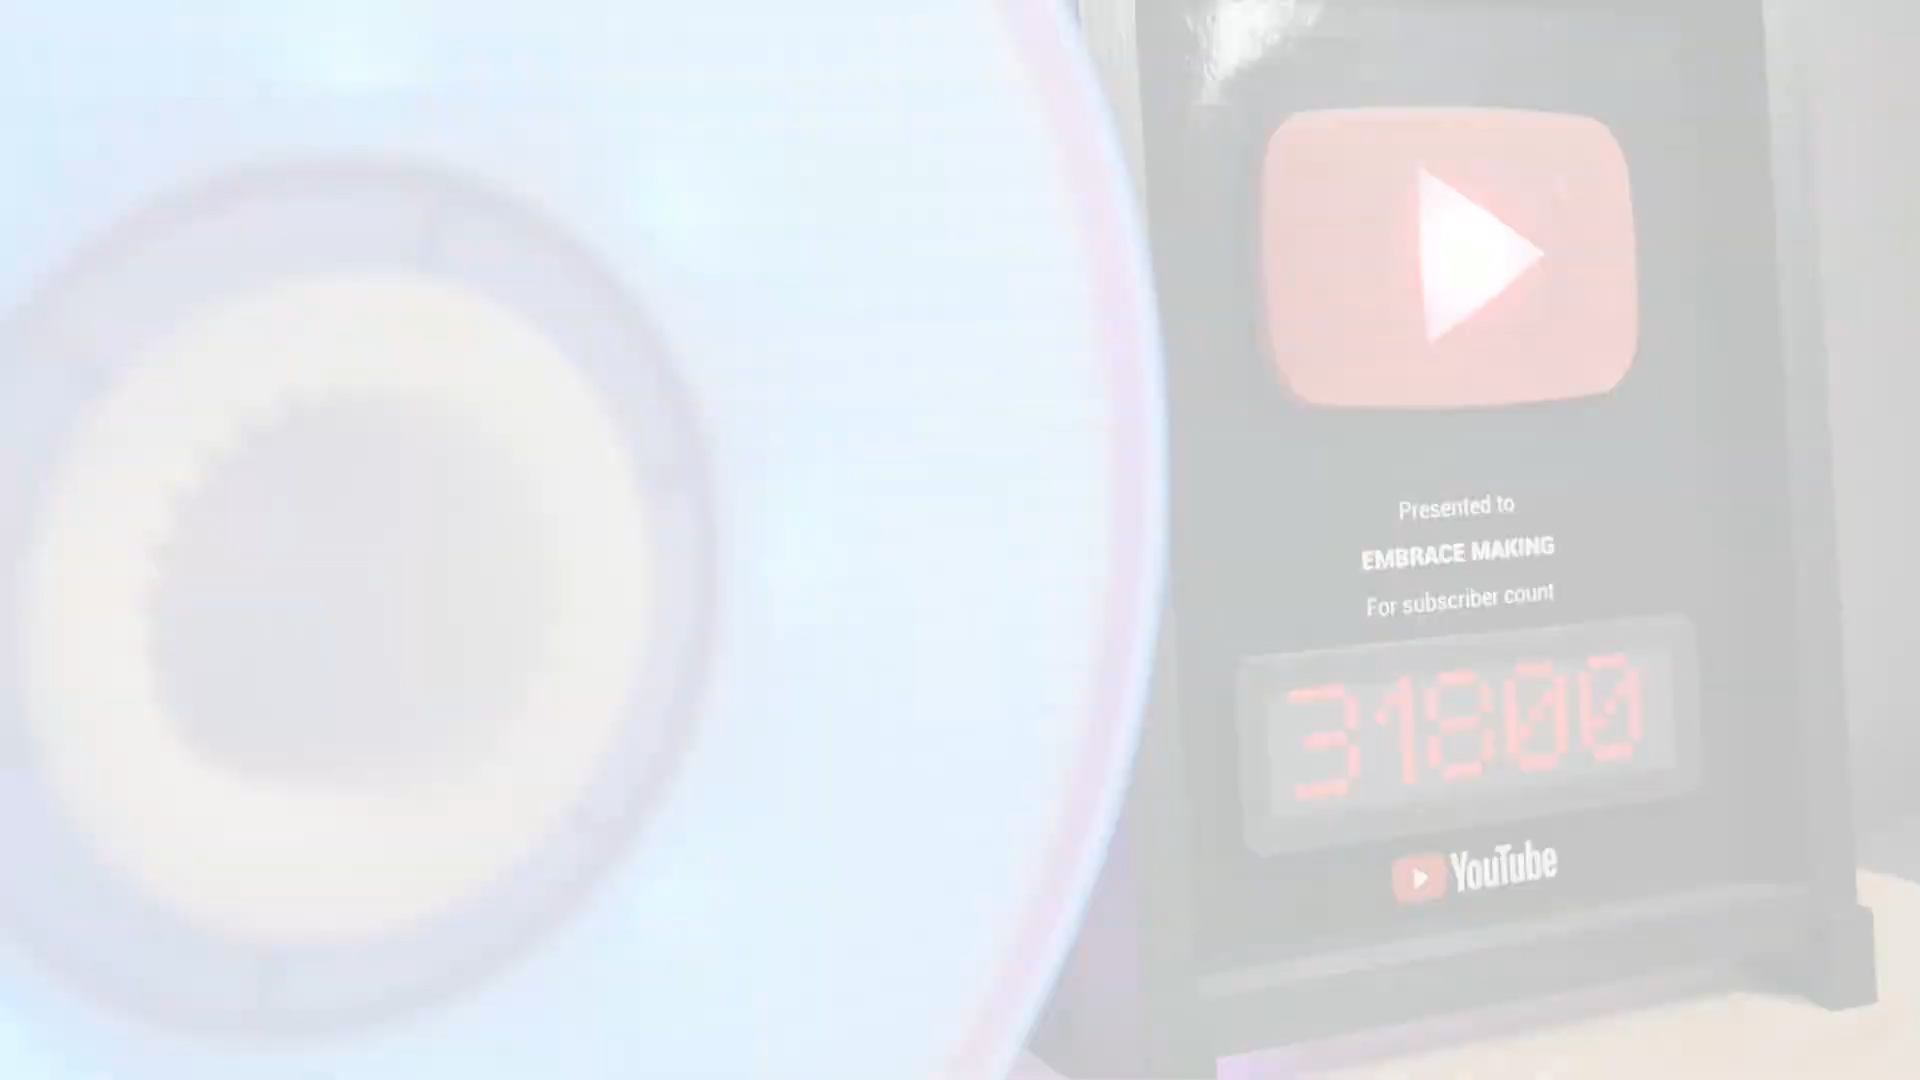 Presented to
EMBRACE MAKING
For subscriber count
31800
YouTube